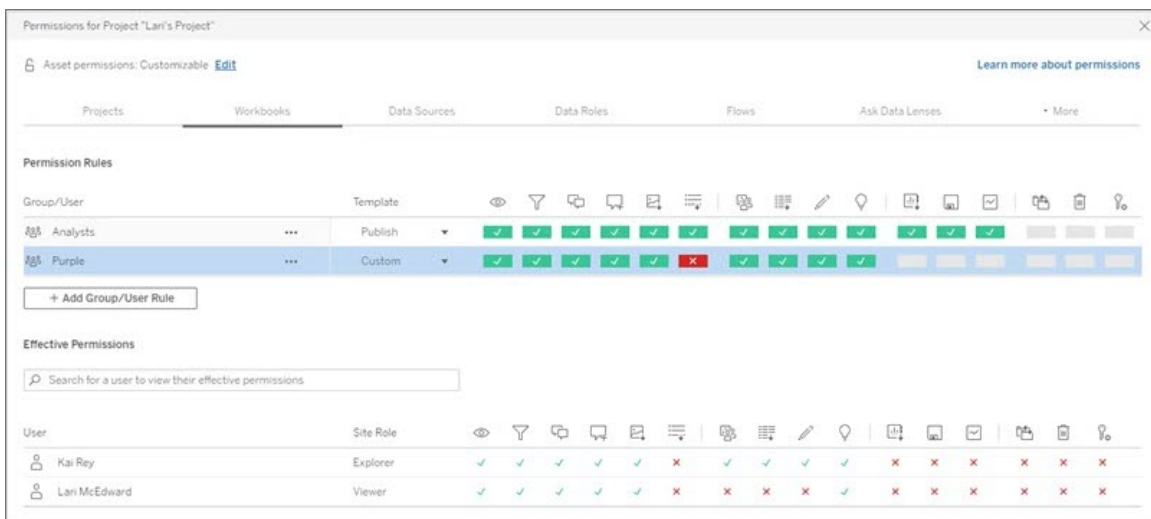 Permissions for Project "Lari's Project"
Asset permissions: Customizable Edit
Learn more about permissions
Projects Workbooks Data Sources Data Roles Flows Ask Data Lenses • More
Permission Rules
Group/User Template
Analysts ••• Publish
Purple ••• Custom
+ Add Group/User Rule
Effective Permissions
Search for a user to view their effective permissions
User Site Role
Kai Rey Explorer
Lari McEdward Viewer